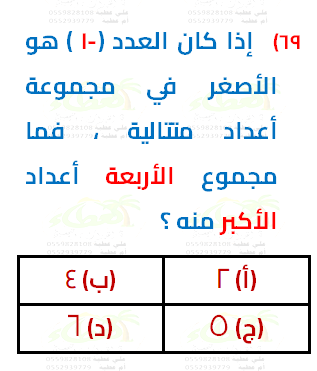 ٦٩) إذا كان العدد (-١) هو
الأصغر في مجموعة
أعداد متتالية ، فما
مجموع الأربعة أعداد
الأكبر منه ؟
(أ) ٢ (ب) ٤
(ج) ٥ (د) ٦